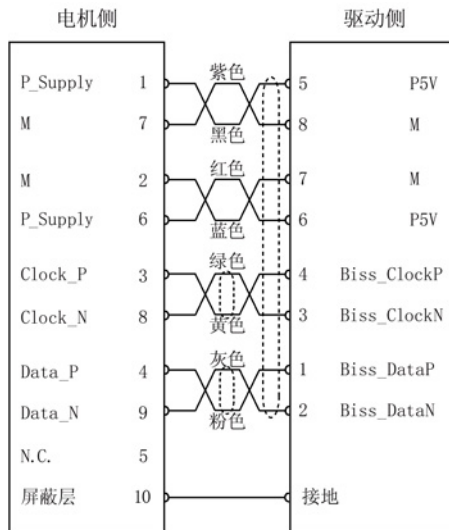 电机侧 驱动侧
P_Supply 1 紫色 5 P5V
M 7 黑色 8 M
M 2 红色 7 M
P_Supply 6 蓝色 6 P5V
Clock_P 3 绿色 4 Biss_ClockP
Clock_N 8 黄色 3 Biss_ClockN
Data_P 4 灰色 1 Biss_DataP
Data_N 9 粉色 2 Biss_DataN
N.C. 5
屏蔽层 10 接地